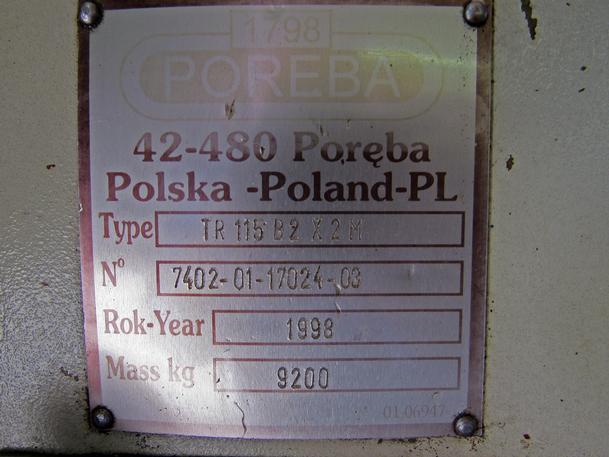 1798
POREBA
42-480 Poręba
Polska -Poland-PL
Type TR 115 B2 X 2 M
N° 7402-01-17024-03
Rok-Year 1998
Mass kg 9200
01.06947